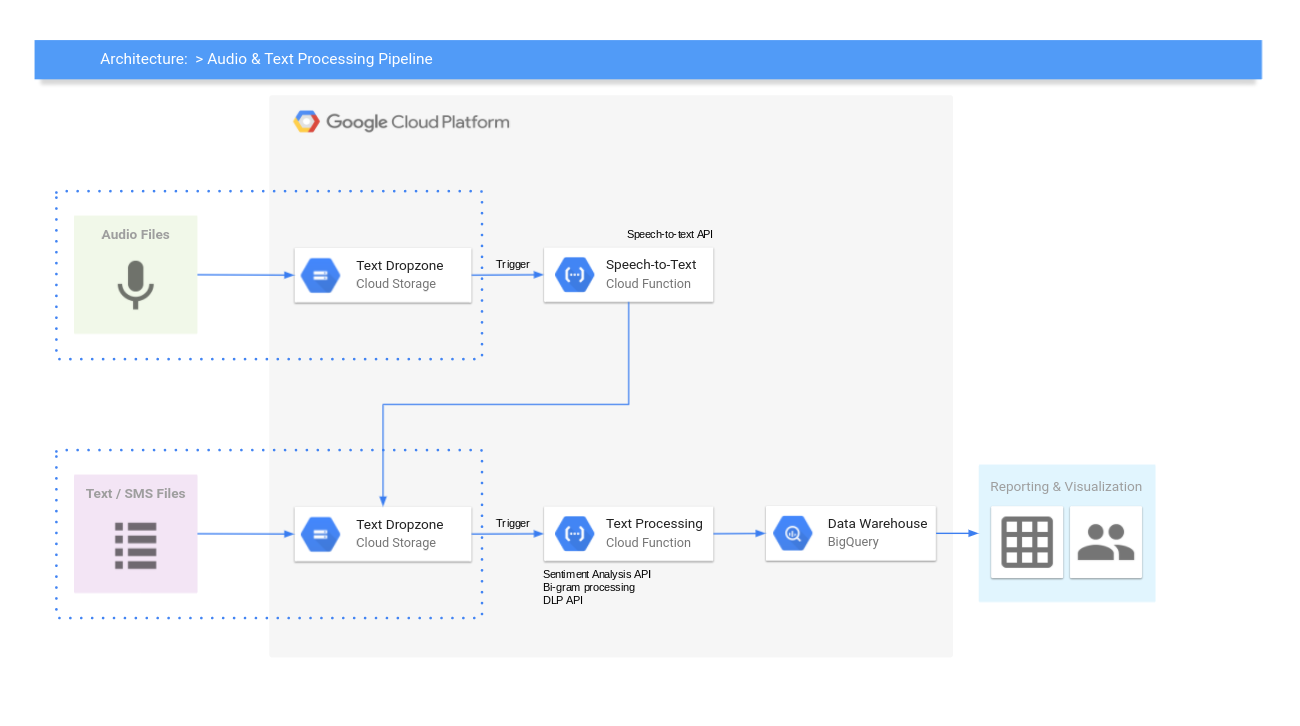 Architecture:  > Audio & Text Processing Pipeline
Google Cloud Platform
Audio Files
Text Dropzone
Cloud Storage
Trigger
Speech-to-text API
Speech-to-Text
Cloud Function
Text / SMS Files
Text Dropzone
Cloud Storage
Trigger
Text Processing
Cloud Function
Sentiment Analysis API
Bi-gram processing
DLP API
Data Warehouse
BigQuery
Reporting & Visualization